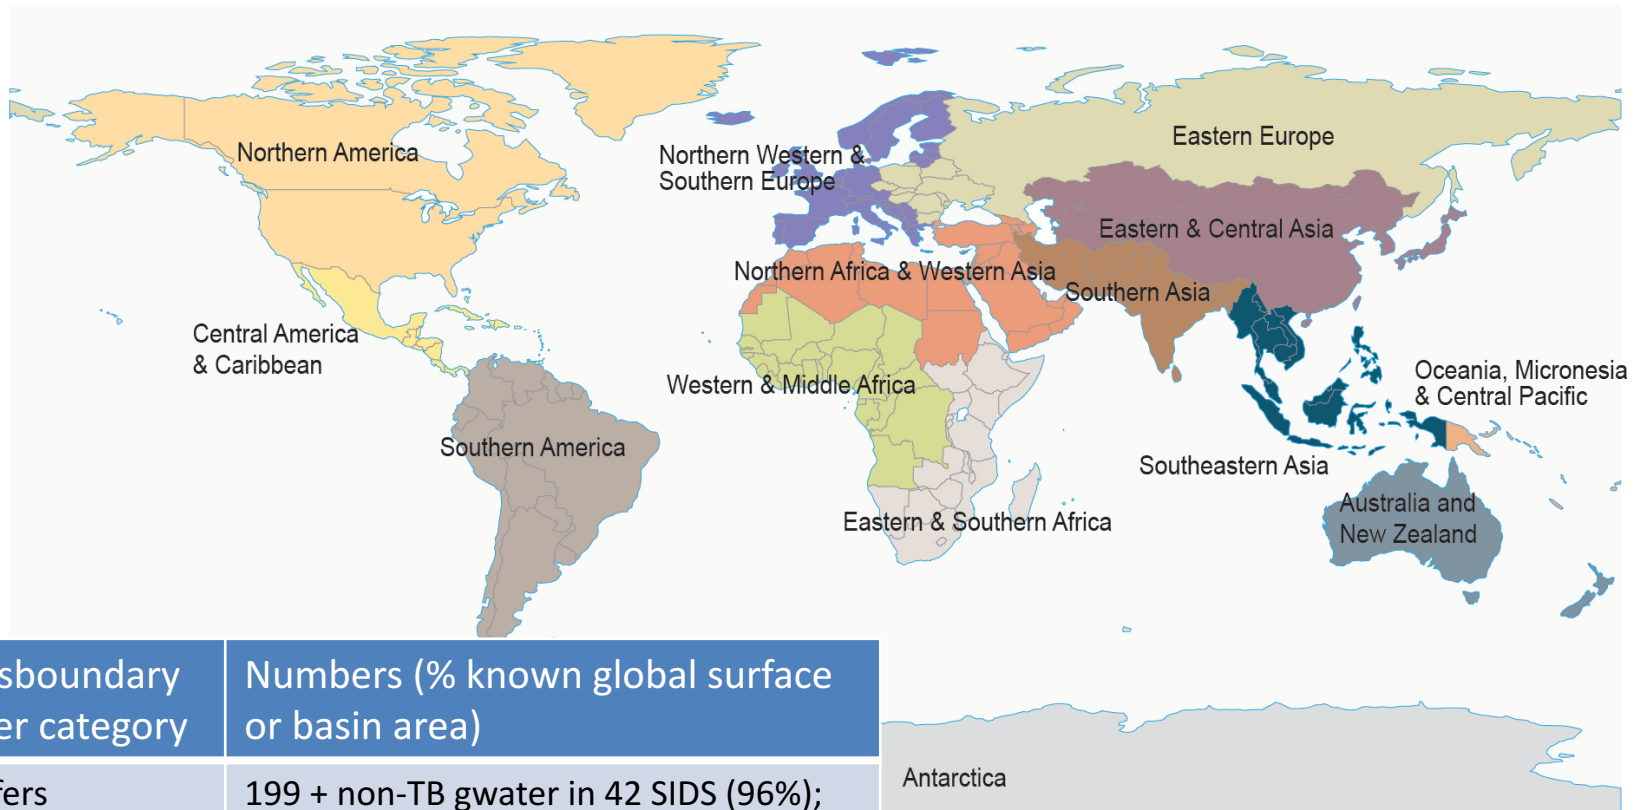 Northern America
Northern Western &
Southern Europe
Eastern Europe
Eastern & Central Asia
Northern Africa & Western Asia
Southern Asia
Central America
& Caribbean
Western & Middle Africa
Oceania, Micronesia
& Central Pacific
Southern America
Southeastern Asia
Australia and
New Zealand
Eastern & Southern Africa
sboundary
er category
Numbers (% known global surface
or basin area)
fers
199 + non-TB gwater in 42 SIDS (96%);
Antarctica